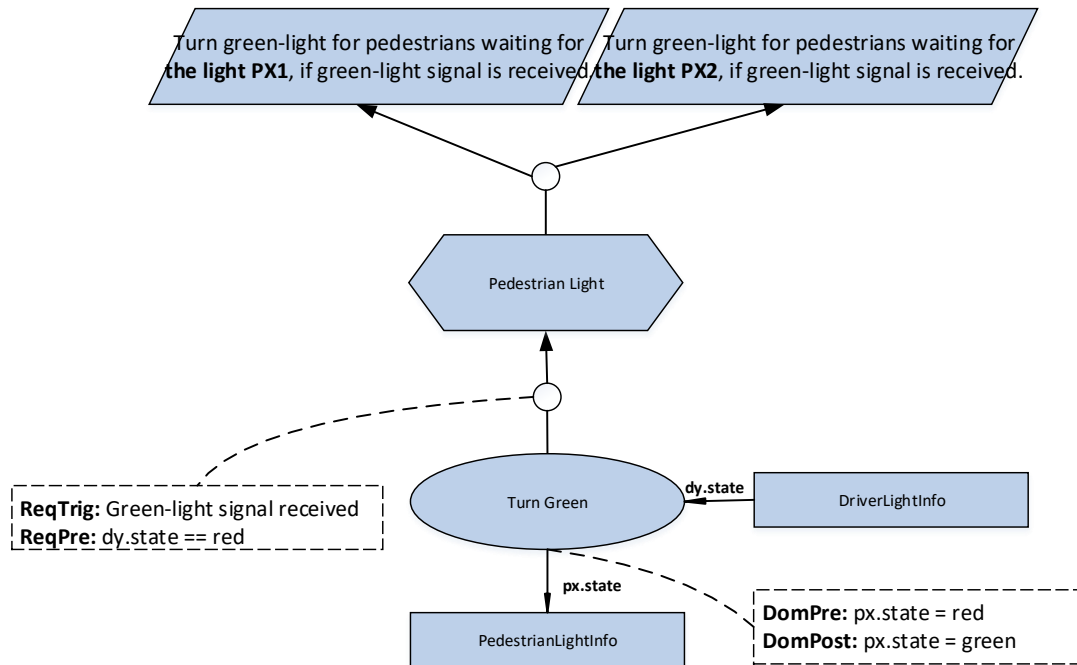 Turn green-light for pedestrians waiting for
the light PX1, if green-light signal is received.
Turn green-light for pedestrians waiting for
the light PX2, if green-light signal is received.
Pedestrian Light
ReqTrig: Green-light signal received
ReqPre: dy.state == red
Turn Green
dy.state
DriverLightInfo
px.state
PedestrianLightInfo
DomPre: px.state = red
DomPost: px.state = green